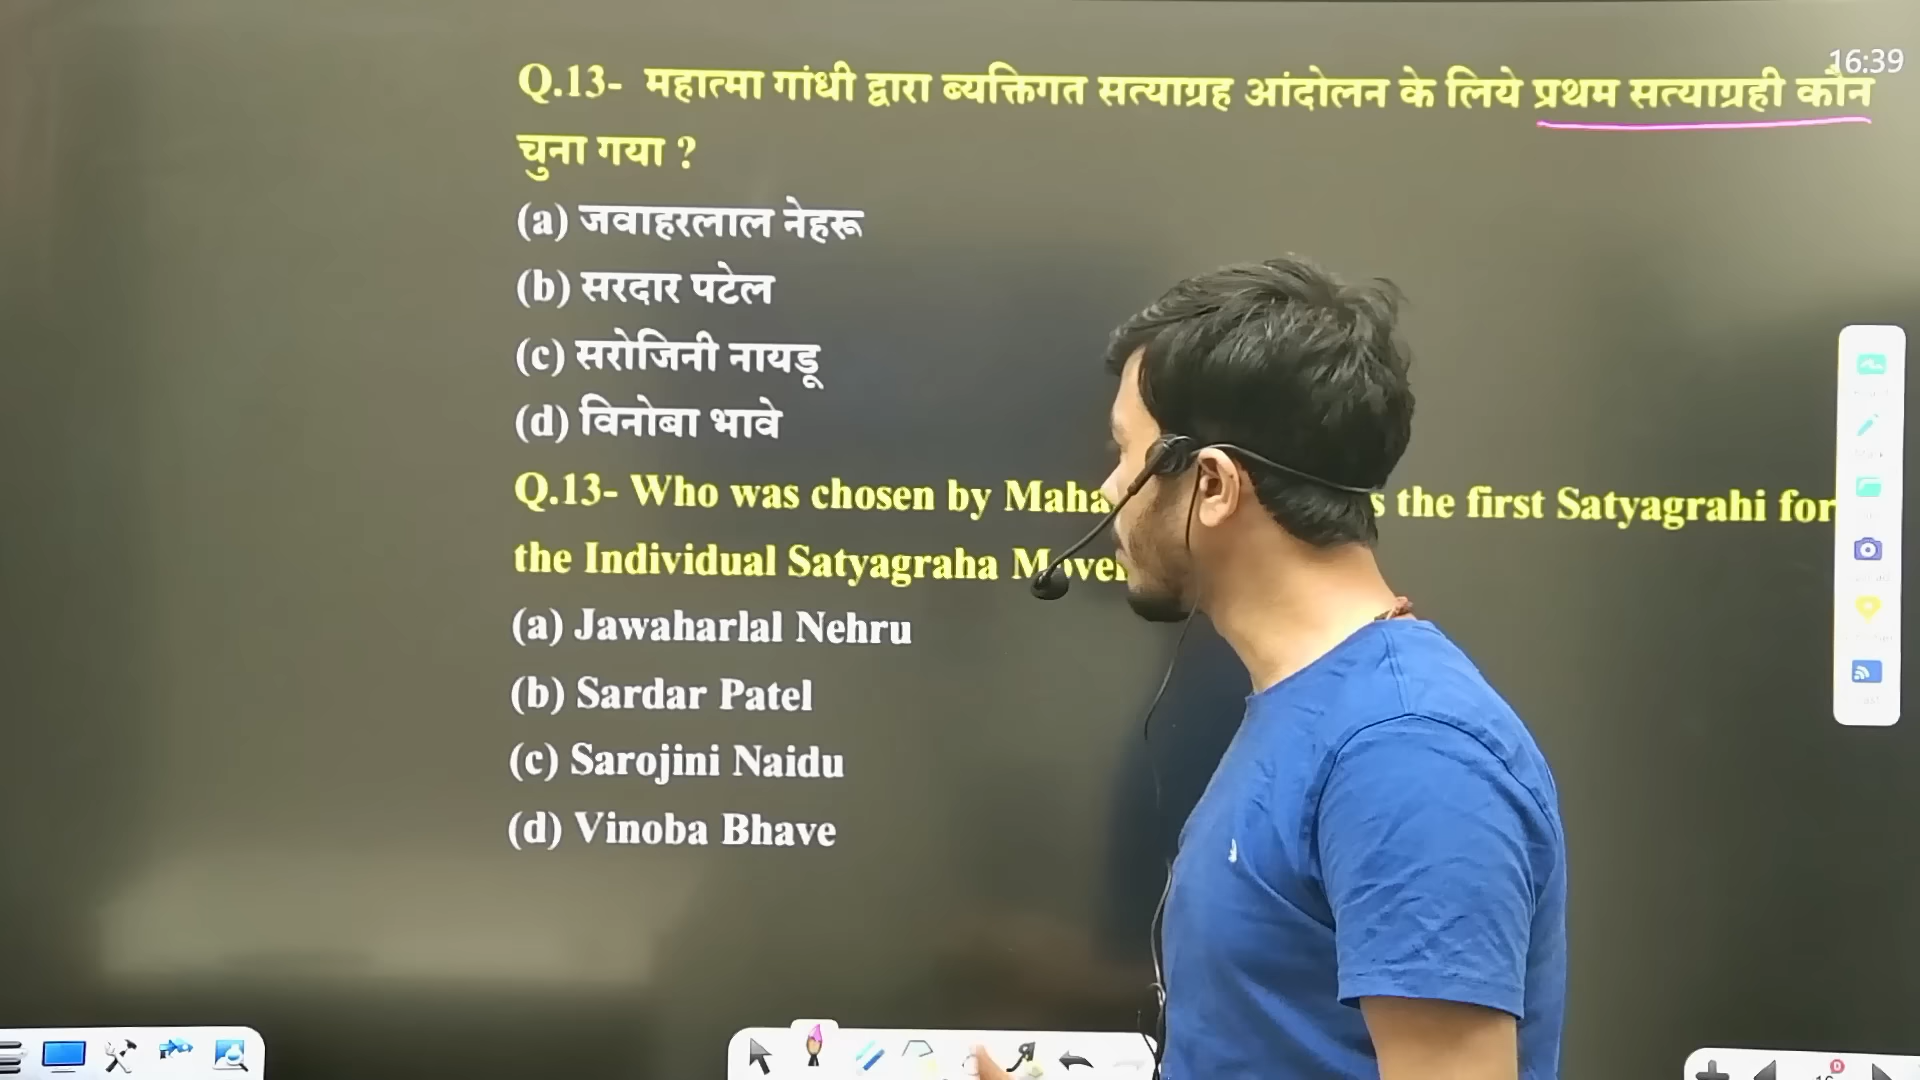 16:39
Q.13- महात्मा गांधी द्वारा ब्यक्तिगत सत्याग्रह आंदोलन के लिये प्रथम सत्याग्रही कौन
चुना गया ?
(a) जवाहरलाल नेहरू
(b) सरदार पटेल
(c) सरोजिनी नायडू
(d) विनोबा भावे
Q.13- Who was chosen by the first Satyagrahi for
the Individual Satyagraha
(a) Jawaharlal Nehru
(b) Sardar Patel
(c) Sarojini Naidu
(d) Vinoba Bhave